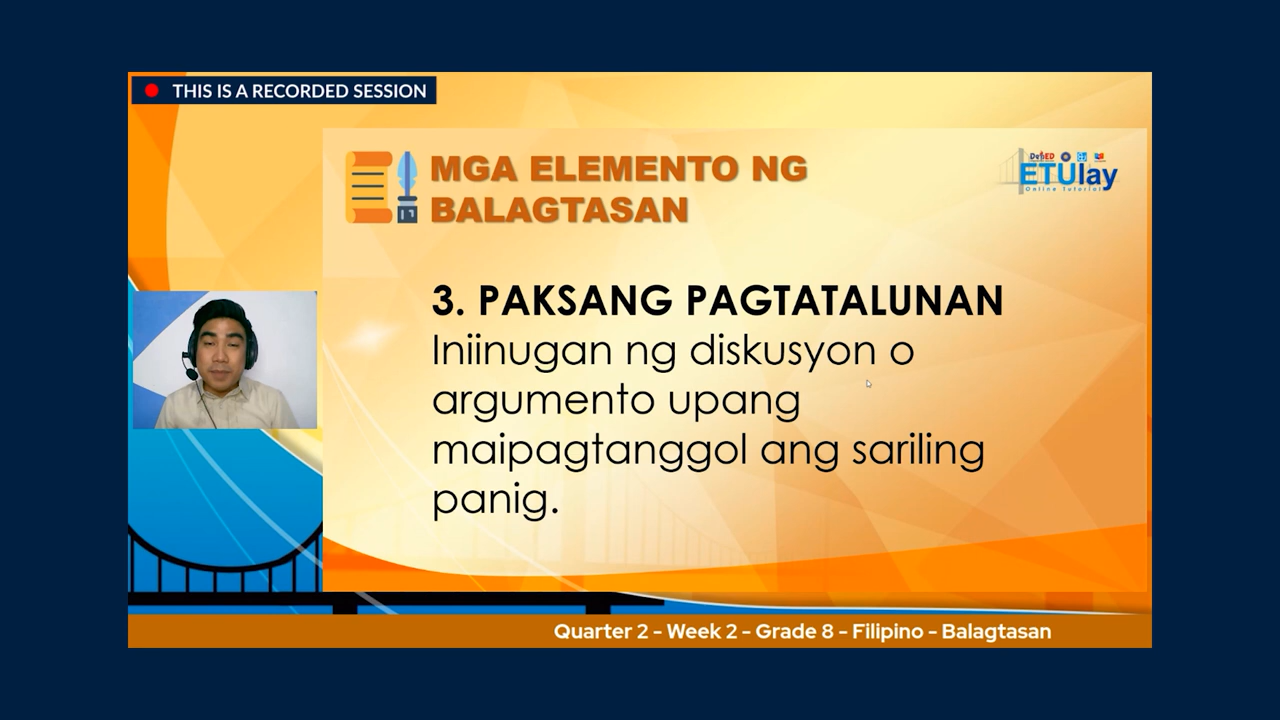 THIS IS A RECORDED SESSION
MGA ELEMENTO NG
BALAGTASAN
DepED
ETUlay
Online Tutorial
3. PAKSANG PAGTATALUNAN
Iniinugan ng diskusyon o
argumento upang
maipagtanggol ang sariling
panig.
Quarter 2 - Week 2 - Grade 8 - Filipino - Balagtasan